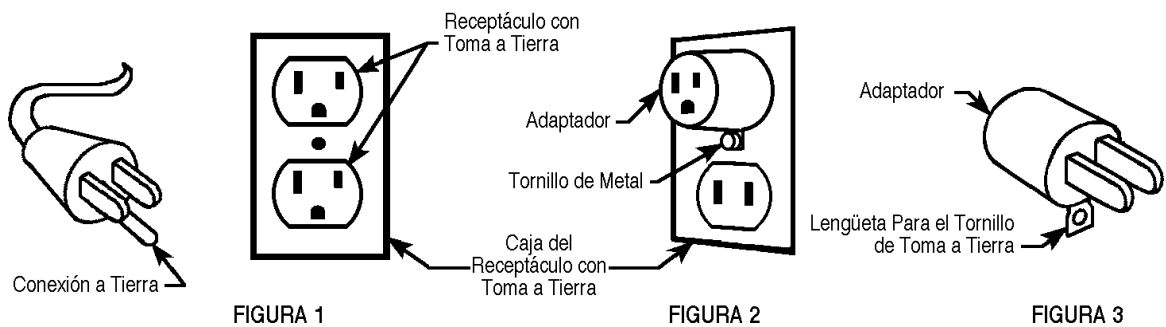 Receptáculo con
Toma a Tierra
Adaptador
Tornillo de Metal
Adaptador
Lengüeta Para el Tornillo
de Toma a Tierra
Conexión a Tierra
Caja del
Receptáculo con
Toma a Tierra
FIGURA 1
FIGURA 2
FIGURA 3